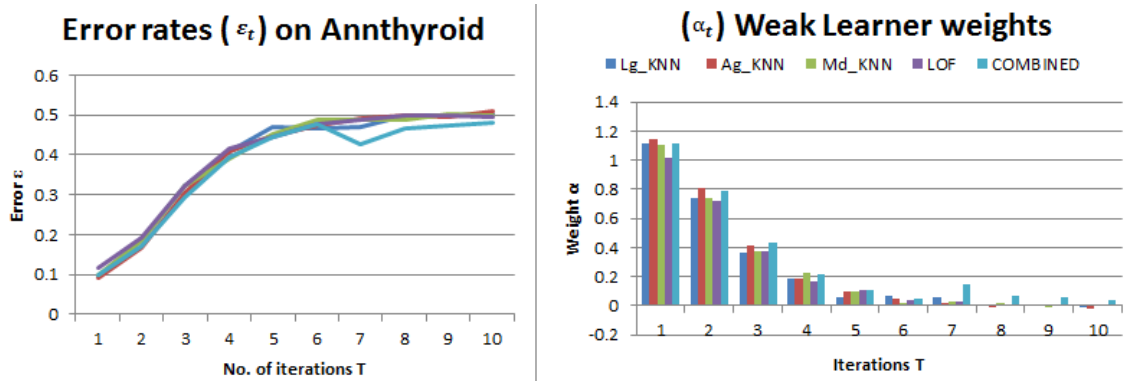 Error rates ( εt ) on Annthyroid
0.6
0.5
0.4
0.3
0.2
0.1
0
Error ε
1 2 3 4 5 6 7 8 9 10
No. of iterations T
(αt) Weak Learner weights
Lg_KNN Ag_KNN Md_KNN LOF COMBINED
1.4
1.2
1
0.8
0.6
0.4
0.2
0
-0.2
Weight α
1 2 3 4 5 6 7 8 9 10
Iterations T